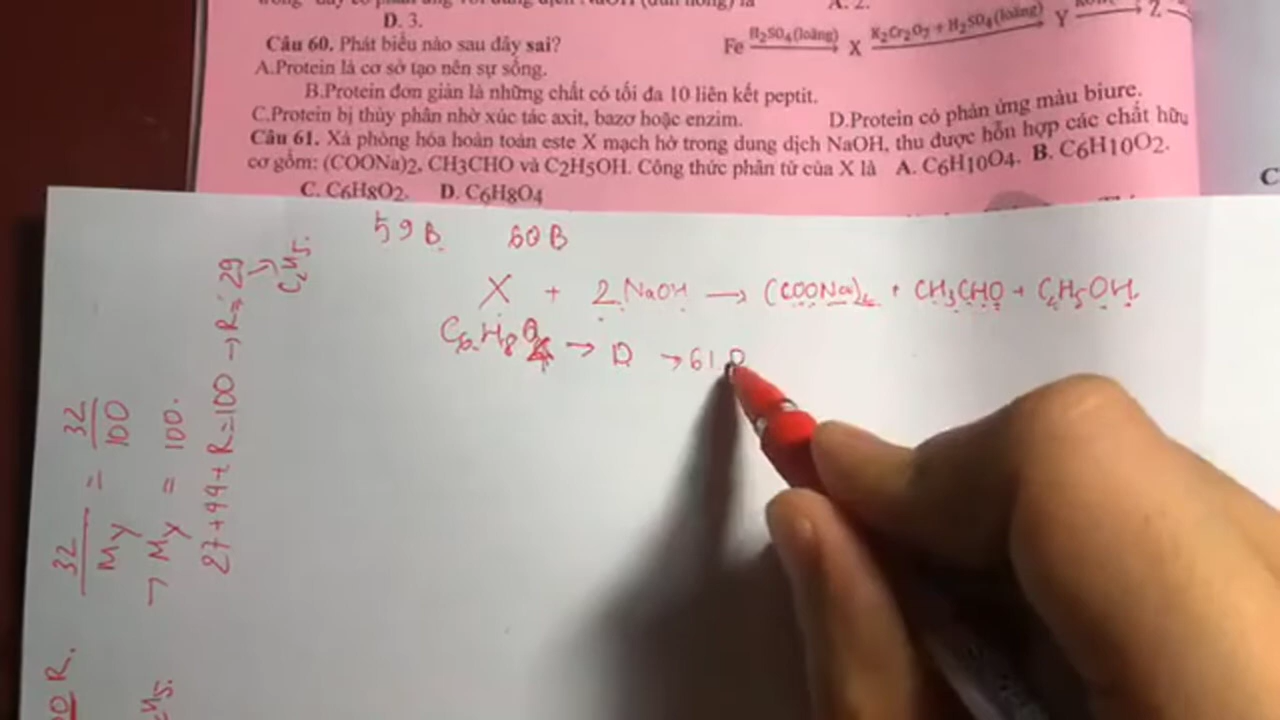 D. 3.
A. 2.
Câu 60. Phát biểu nào sau đây sai?
Fe H₂SO₄(loãng) X K₂Cr₂O₇ + H₂SO₄(loãng) Y Z
A.Protein là cơ sở tạo nên sự sống.
B.Protein đơn giản là những chất có tối đa 10 liên kết peptit.
C.Protein bị thủy phân nhờ xúc tác axit, bazơ hoặc enzim. D.Protein có phản ứng màu biure.
Câu 61. Xà phòng hóa hoàn toàn este X mạch hở trong dung dịch NaOH, thu được hỗn hợp các chất hữu
cơ gồm: (COONa)2, CH3CHO và C2H5OH. Công thức phân tử của X là A. C6H10O4. B. C6H10O2.
C. C6H8O2. D. C6H8O4
C
59B 60B
X + 2NaOH → (COONa)₂ + CH₃CHO + C₂H₅OH
C₆H₈O₄ → D → 61
32/My = 32/100
→ My = 100.
27+44+R=100 → R=29
→ C₂H₅.
R.